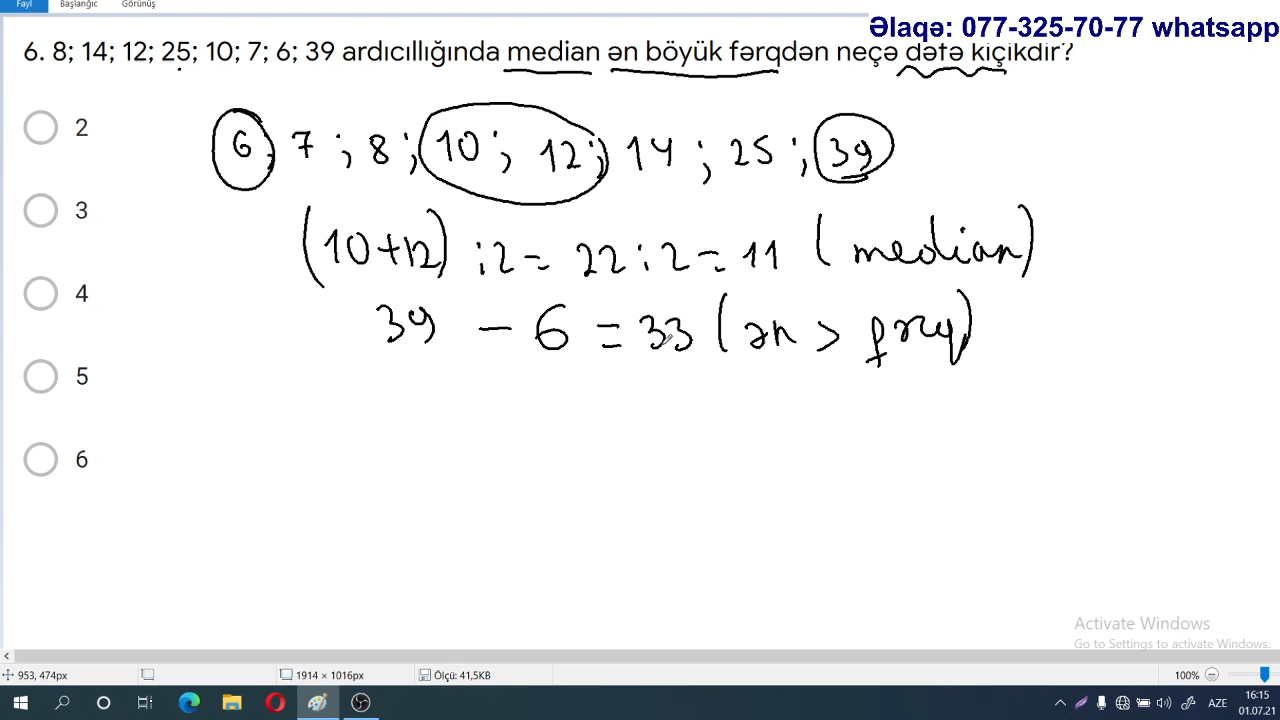 Fayl Başlanğıc Görünüş
Əlaqə: 077-325-70-77 whatsapp
6. 8; 14; 12; 25; 10; 7; 6; 39 ardıcıllığında median ən böyük fərqdən neçə dəfə kiçikdir?
2
3
4
5
6
6; 7; 8; 10; 12; 14; 25; 39
(10+12) : 2 = 22 : 2 = 11 (median)
39 - 6 = 33 (ən > frəq)
Activate Windows
Go to Settings to activate Windows.
953, 474px 1914 × 1016px Ölçü: 41,5KB 100%
AZE 16:15
01.07.21